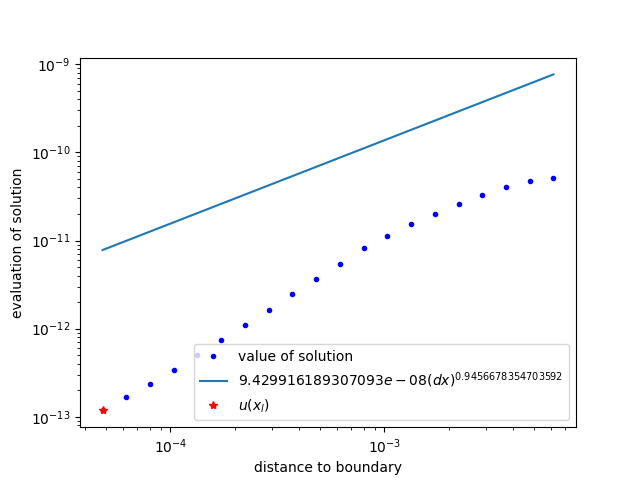 10⁻⁹
10⁻¹⁰
10⁻¹¹
10⁻¹²
10⁻¹³
evaluation of solution
value of solution
9.429916189307093e − 08(dx)^0.9456678354703592
u(x_l)
10⁻⁴
10⁻³
distance to boundary